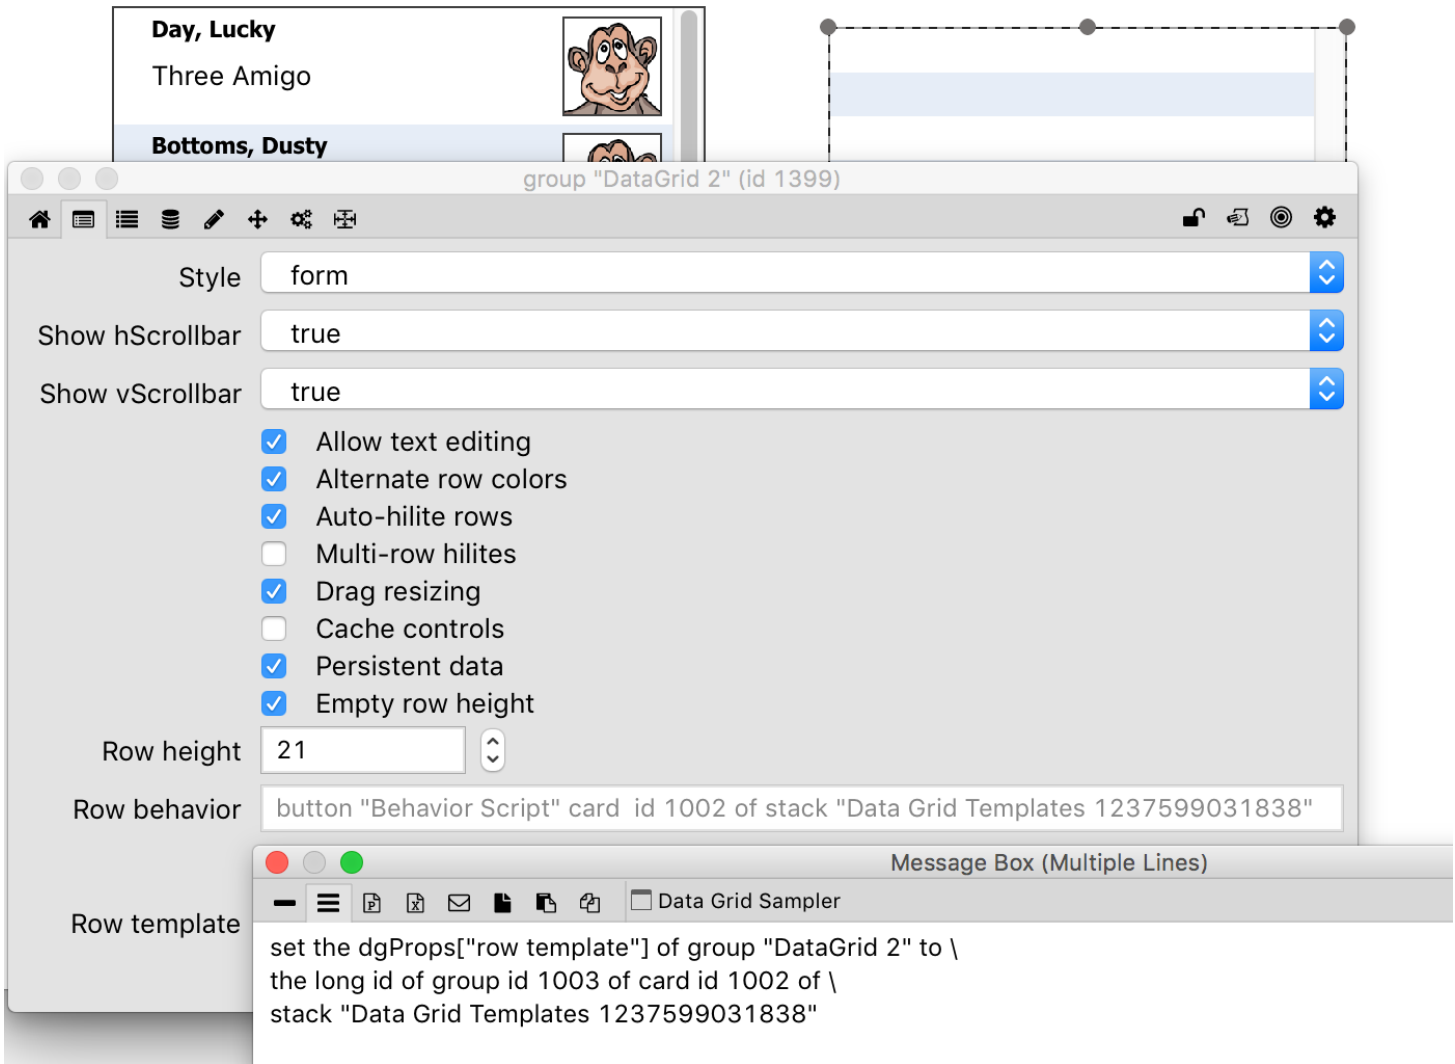 Day, Lucky
Three Amigo
Bottoms, Dusty
group "DataGrid 2" (id 1399)
Style form
Show hScrollbar true
Show vScrollbar true
Allow text editing
Alternate row colors
Auto-hilite rows
Multi-row hilites
Drag resizing
Cache controls
Persistent data
Empty row height
Row height 21
Row behavior button "Behavior Script" card  id 1002 of stack "Data Grid Templates 1237599031838"
Row template
Message Box (Multiple Lines)
Data Grid Sampler
set the dgProps["row template"] of group "DataGrid 2" to \
the long id of group id 1003 of card id 1002 of \
stack "Data Grid Templates 1237599031838"